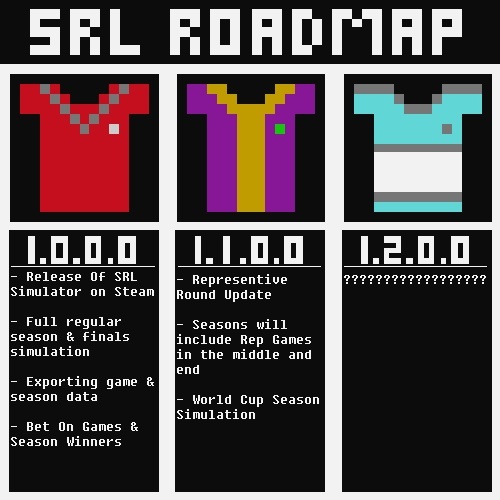 SRL ROADMAP
1.0.0.0
- Release Of SRL
Simulator on Steam
- Full regular
season & finals
simulation
- Exporting game &
season data
- Bet On Games &
Season Winners
1.1.0.0
- Representive
Round Update
- Seasons will
include Rep Games
in the middle and
end
- World Cup Season
Simulation
1.2.0.0
??????????????????